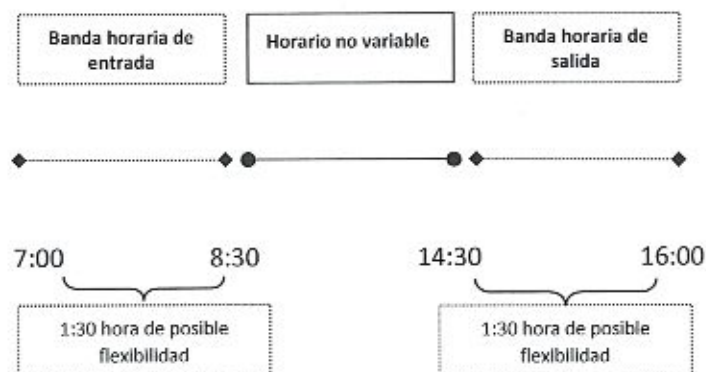 Banda horaria de
entrada
Horario no variable
Banda horaria de
salida
7:00
8:30
14:30
16:00
1:30 hora de posible
flexibilidad
1:30 hora de posible
flexibilidad